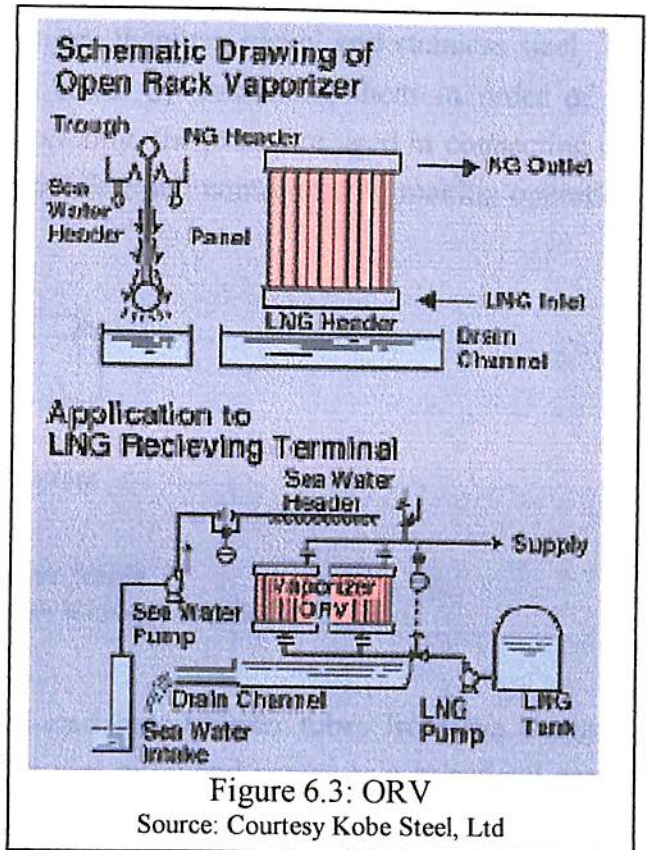 Schematic Drawing of
Open Rack Vaporizer
Trough
NG Header
NG Outlet
Sea
Water
Header
Panel
LNG Inlet
LNG Header
Drain
Channel
Application to
LNG Recieving Terminal
Sea Water
Header
Supply
Vaporizer
ORV
Sea Water
Pump
Drain Channel
LNG
Pump
LNG
Tank
Sea Water
Intake
Figure 6.3: ORV
Source: Courtesy Kobe Steel, Ltd